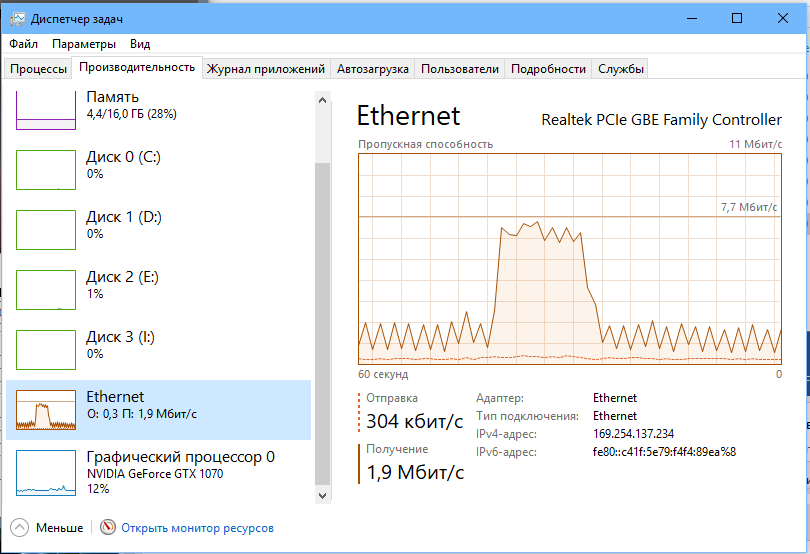 Диспетчер задач
Файл Параметры Вид
Процессы Производительность Журнал приложений Автозагрузка Пользователи Подробности Службы
Память
4,4/16,0 ГБ (28%)
Диск 0 (C:)
0%
Диск 1 (D:)
0%
Диск 2 (E:)
1%
Диск 3 (I:)
0%
Ethernet
О: 0,3 П: 1,9 Мбит/с
Графический процессор 0
NVIDIA GeForce GTX 1070
12%
Ethernet
Realtek PCIe GBE Family Controller
Пропускная способность 11 Мбит/с
7,7 Мбит/с
60 секунд 0
Отправка
304 кбит/с
Получение
1,9 Мбит/с
Адаптер: Ethernet
Тип подключения: Ethernet
IPv4-адрес: 169.254.137.234
IPv6-адрес: fe80::c41f:5e79:f4f4:89ea%8
Меньше Открыть монитор ресурсов